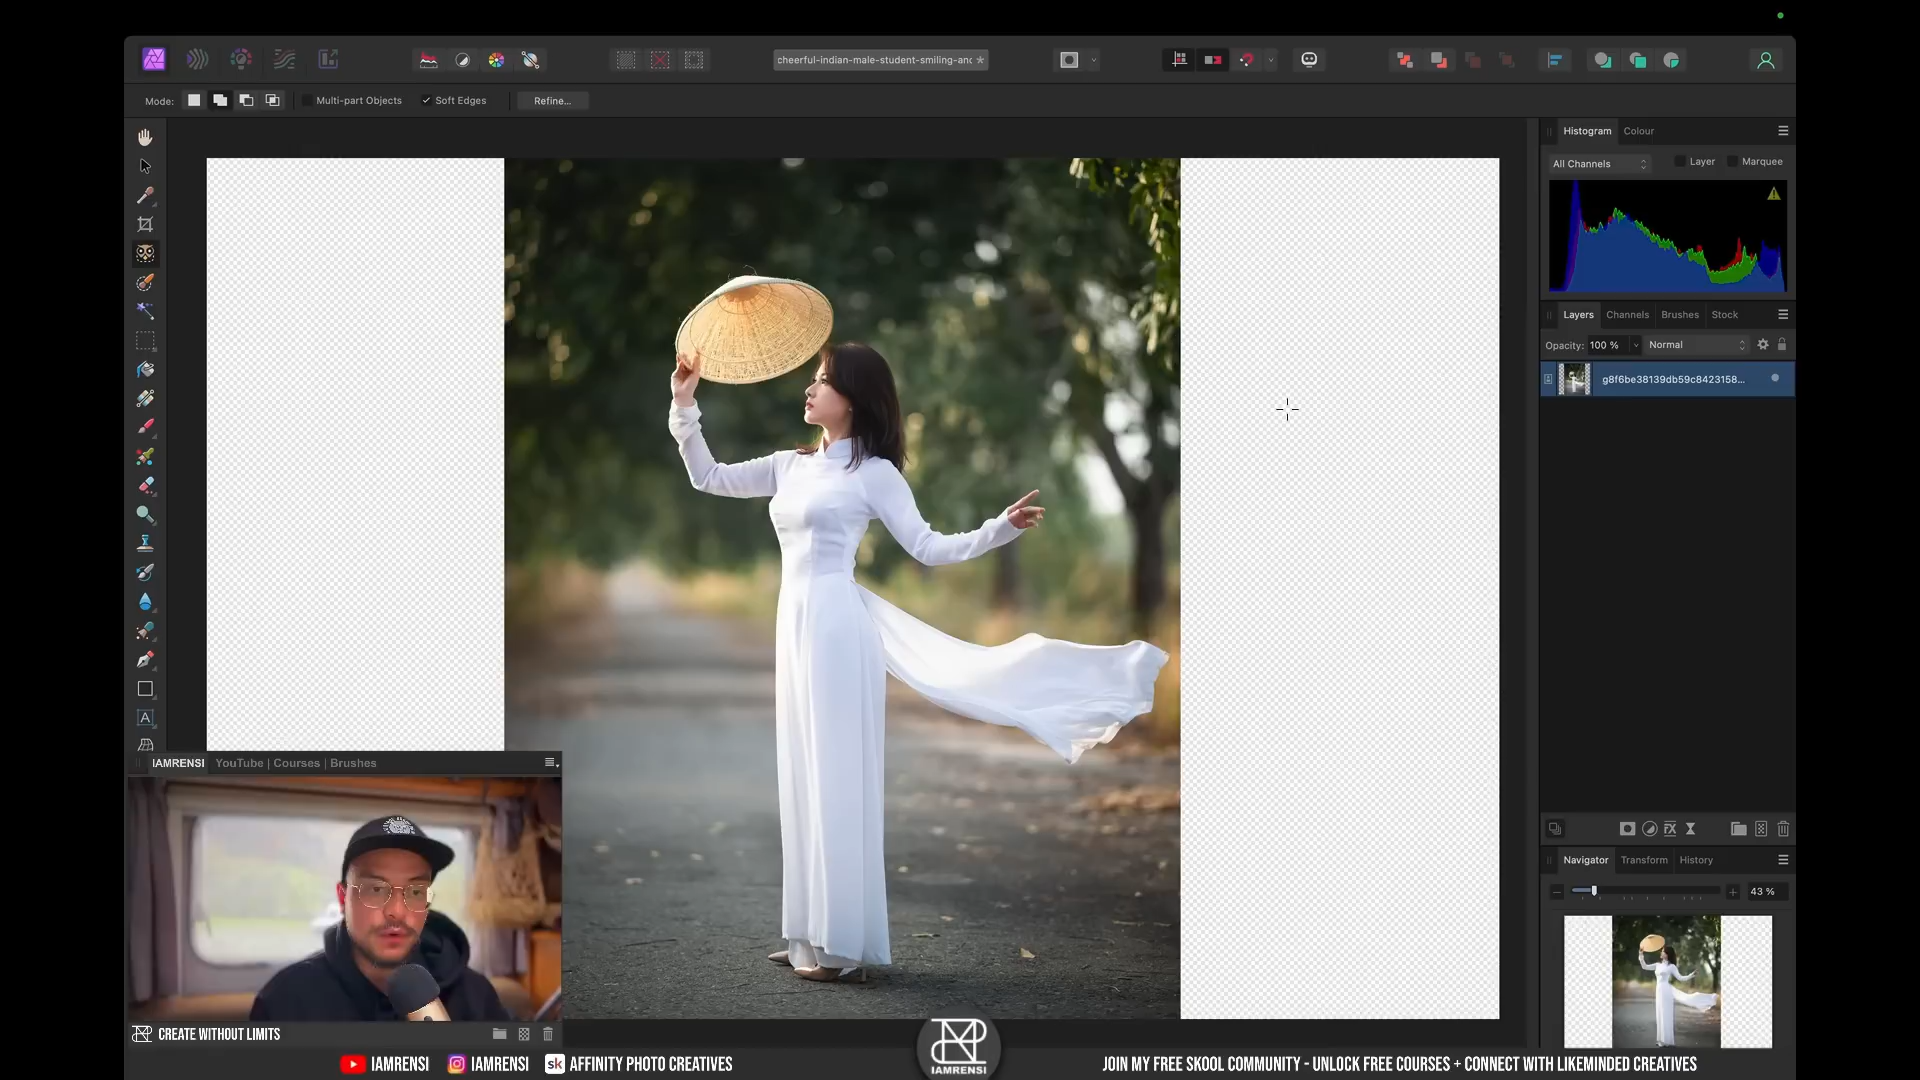 cheerful-indian-male-student-smiling-and
Mode:
Multi-part Objects
Soft Edges
Refine...
Histogram
Colour
All Channels
Layer
Marquee
Layers
Channels
Brushes
Stock
Opacity:
100 %
Normal
g8f6be38139db59c8423158...
Navigator
Transform
History
43 %
IAMRENSI
YouTube | Courses | Brushes
CREATE WITHOUT LIMITS
IAMRENSI
IAMRENSI
sk
AFFINITY PHOTO CREATIVES
IAMRENSI
JOIN MY FREE SKOOL COMMUNITY - UNLOCK FREE COURSES + CONNECT WITH LIKEMINDED CREATIVES